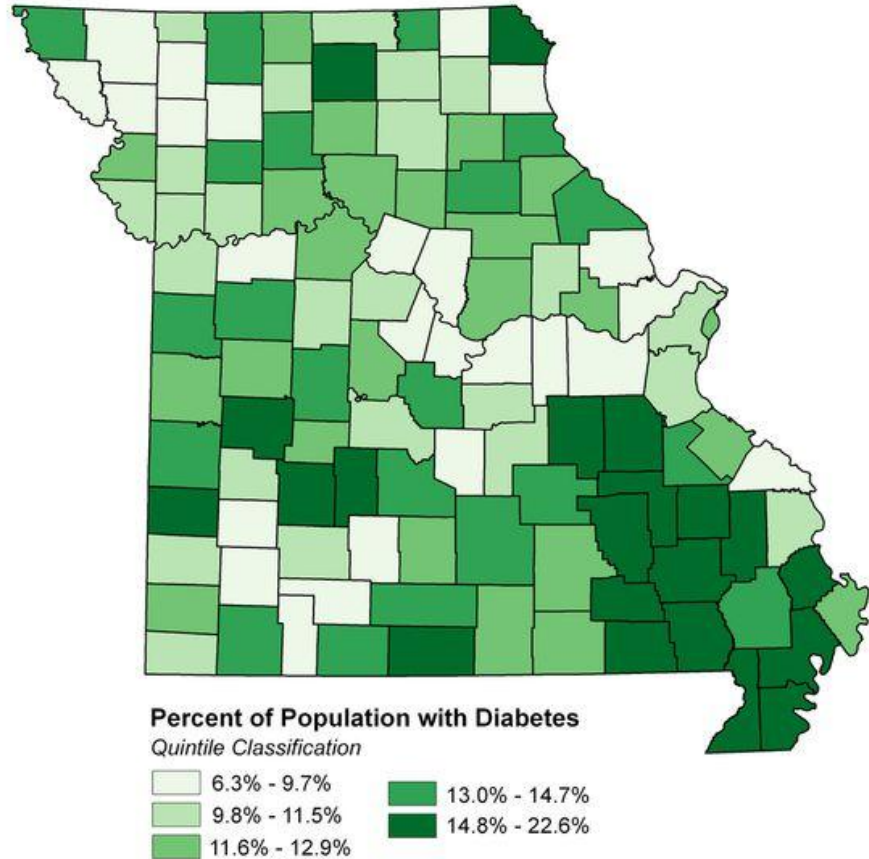 Percent of Population with Diabetes
Quintile Classification
6.3% - 9.7%
9.8% - 11.5%
11.6% - 12.9%
13.0% - 14.7%
14.8% - 22.6%